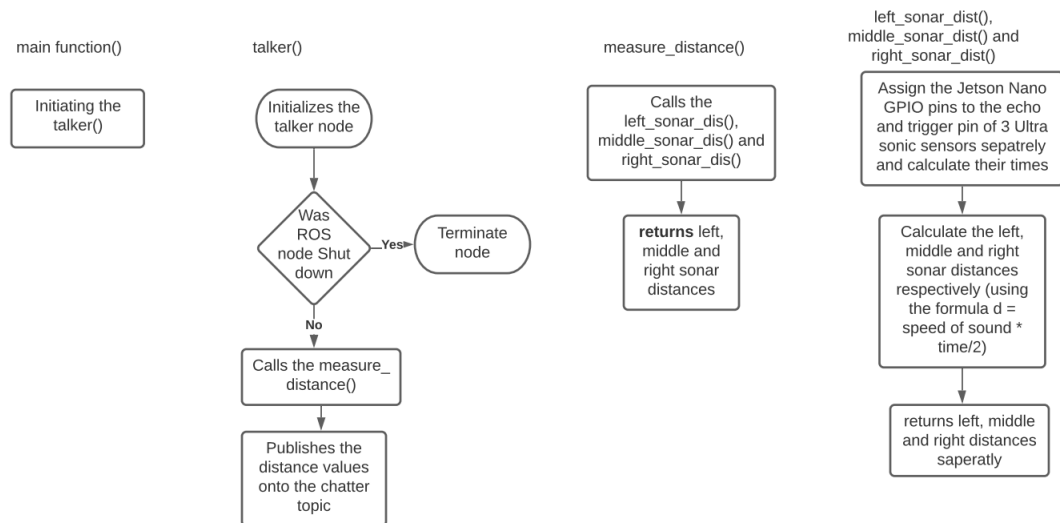 main function()
Initiating the
talker()
talker()
Initializes the
talker node
Was
ROS
node Shut
down
Yes
Terminate
node
No
Calls the measure_
distance()
Publishes the
distance values
onto the chatter
topic
measure_distance()
Calls the
left_sonar_dis(),
middle_sonar_dis() and
right_sonar_dis()
returns left,
middle and
right sonar
distances
left_sonar_dist(),
middle_sonar_dist() and
right_sonar_dist()
Assign the Jetson Nano
GPIO pins to the echo
and trigger pin of 3 Ultra
sonic sensors sepatrely
and calculate their times
Calculate the left,
middle and right
sonar distances
respectively (using
the formula d =
speed of sound *
time/2)
returns left, middle
and right distances
saperatly